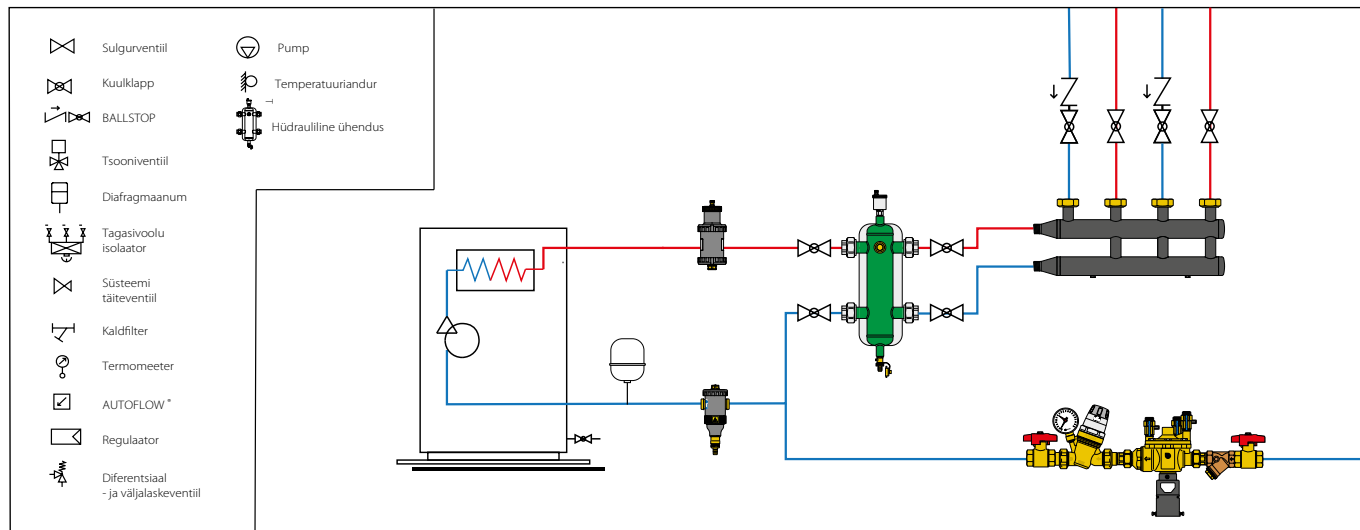 Sulgurventiil
Kuulklapp
BALLSTOP
Tsooniventiil
Diafragmaanum
Tagasivoolu
isolaator
Süsteemi
täiteventiil
Kaldfilter
Termomeeter
AUTOFLOW ®
Regulaator
Diferentsiaal
- ja väljalaskeventiil
Pump
Temperatuuriandur
T
Hüdrauliline ühendus